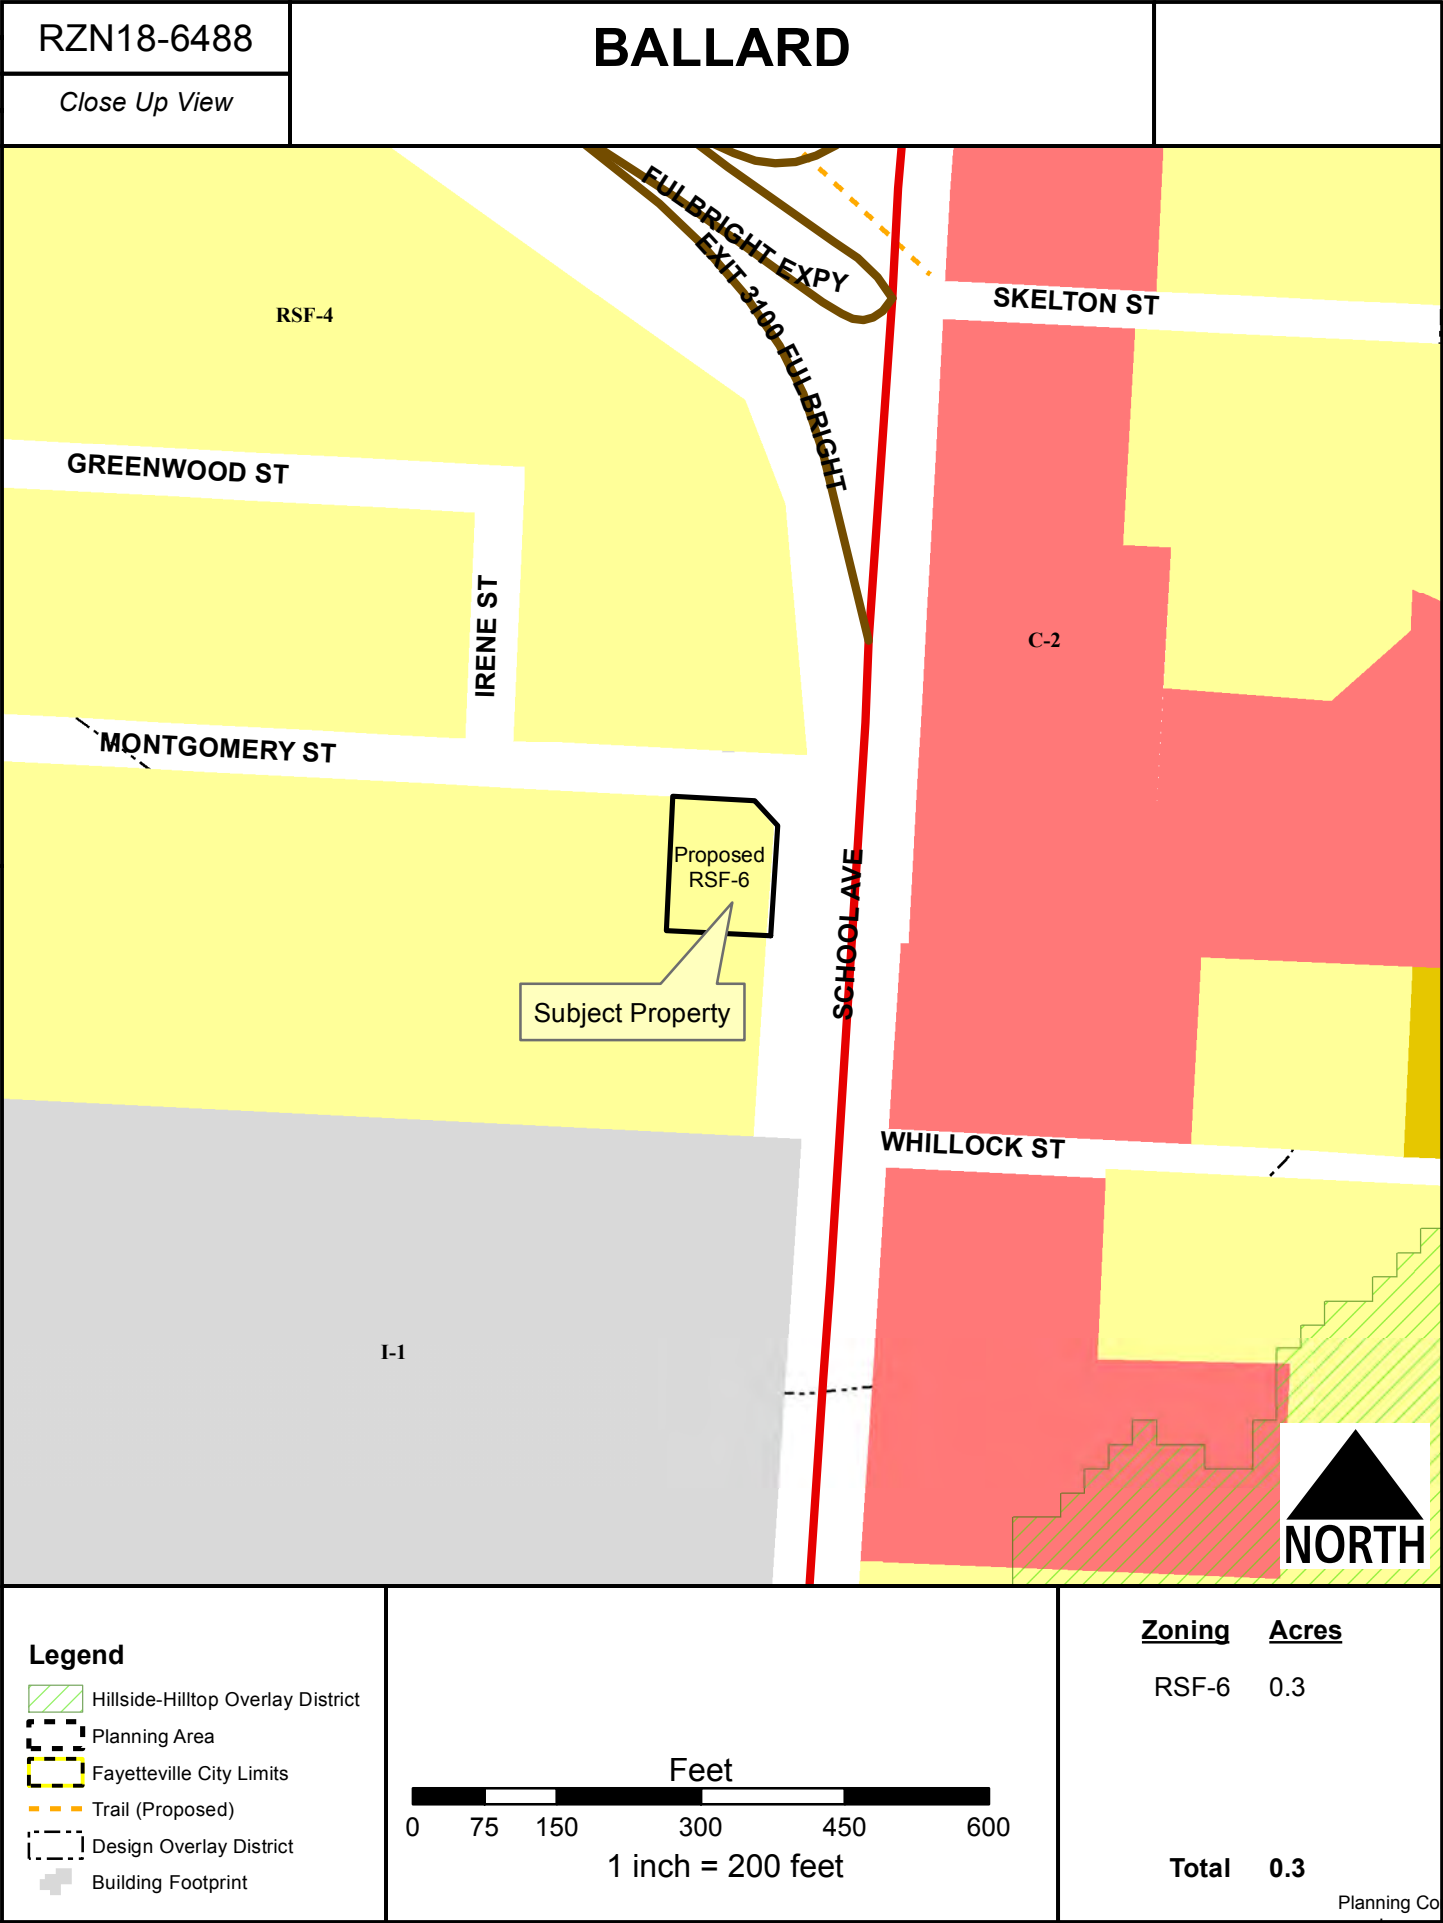 RZN18-6488
BALLARD
Close Up View
FULBRIGHT EXPY
EXIT 3100 FULBRIGHT
SKELTON ST
RSF-4
GREENWOOD ST
IRENE ST
C-2
MONTGOMERY ST
Proposed
RSF-6
SCHOOL AVE
Subject Property
WHILLOCK ST
I-1
NORTH
Legend
Hillside-Hilltop Overlay District
Planning Area
Fayetteville City Limits
Trail (Proposed)
Design Overlay District
Building Footprint
Feet
0 75 150 300 450 600
1 inch = 200 feet
Zoning Acres
RSF-6 0.3
Total 0.3
Planning Co